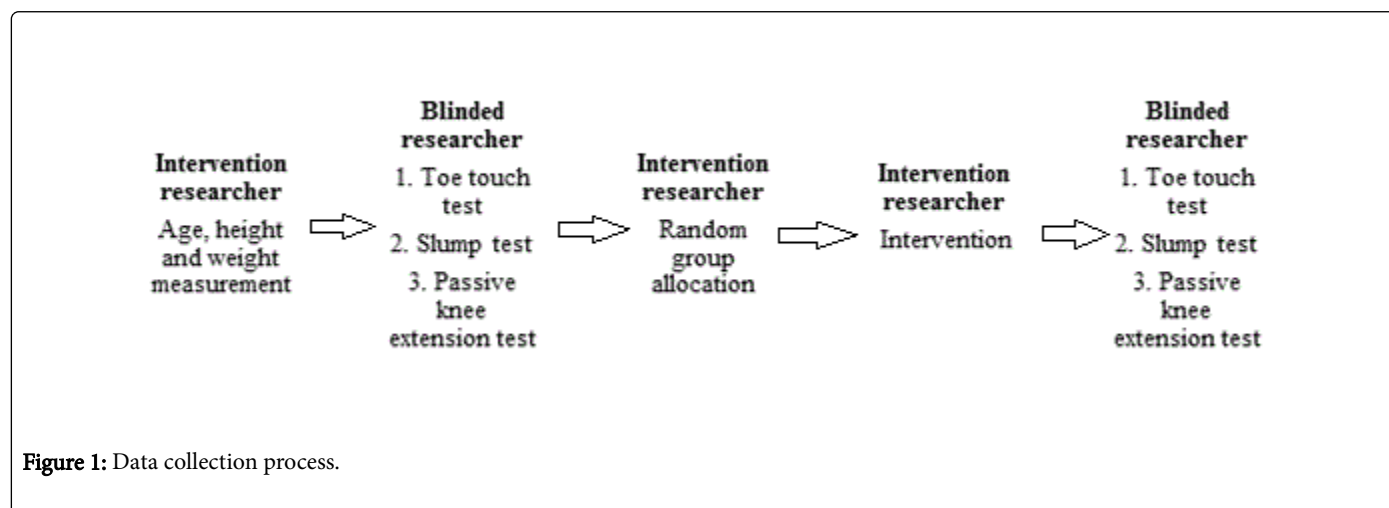 Intervention
researcher
Age, height
and weight
measurement
Blinded
researcher
1. Toe touch
test
2. Slump test
3. Passive
knee
extension test
Intervention
researcher
Random
group
allocation
Intervention
researcher
Intervention
Blinded
researcher
1. Toe touch
test
2. Slump test
3. Passive
knee
extension test
Figure 1: Data collection process.